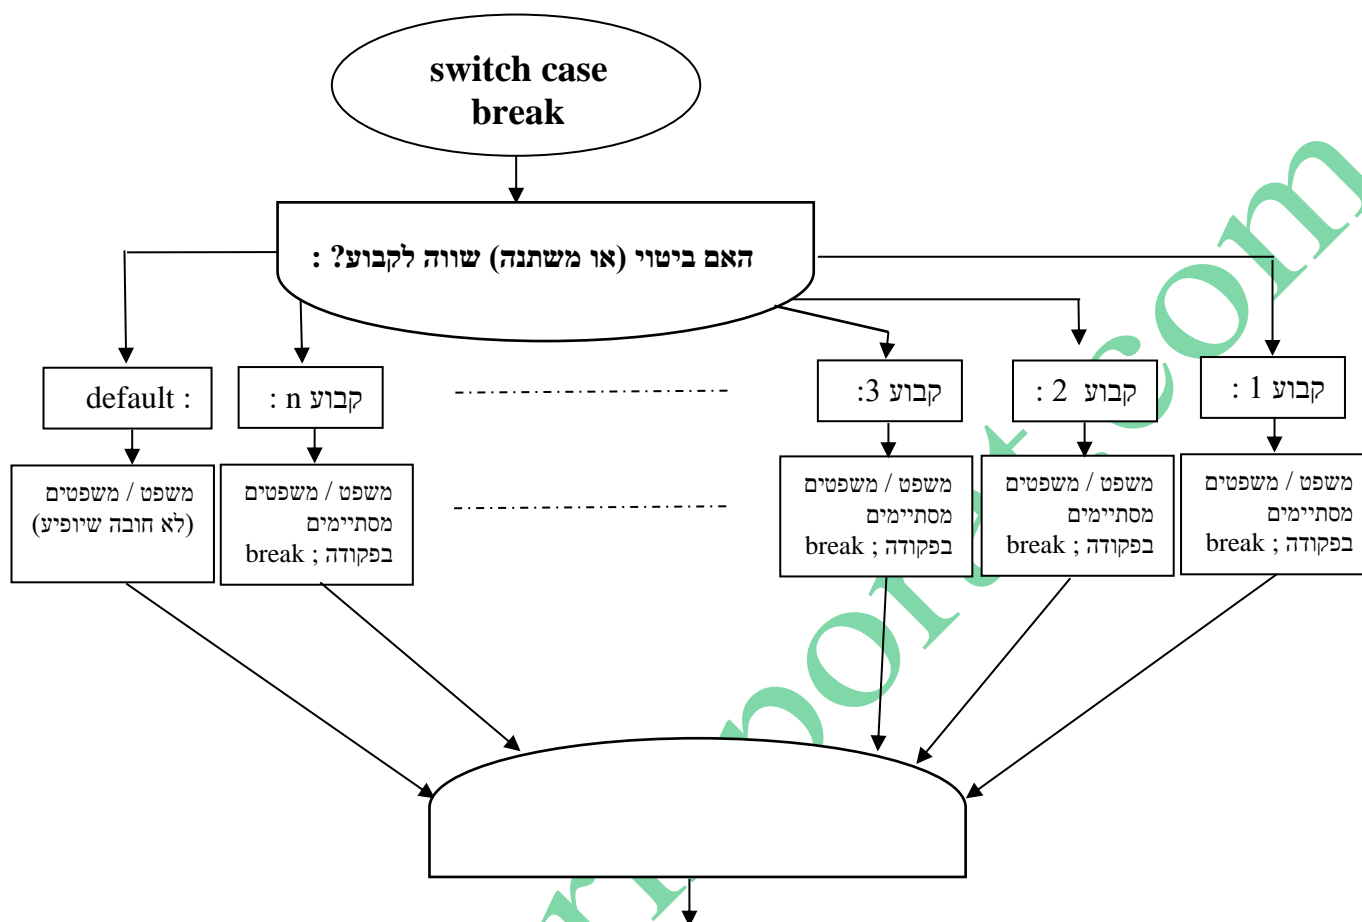 switch case
break
האם ביטוי (או משתנה) שווה לקבוע? :
קבוע 1 :
קבוע 2 :
קבוע 3:
קבוע n :
default :
משפט / משפטים
מסתיימים
בפקודה ; break
משפט / משפטים
מסתיימים
בפקודה ; break
משפט / משפטים
מסתיימים
בפקודה ; break
משפט / משפטים
מסתיימים
בפקודה ; break
משפט / משפטים
(לא חובה שיופיע)